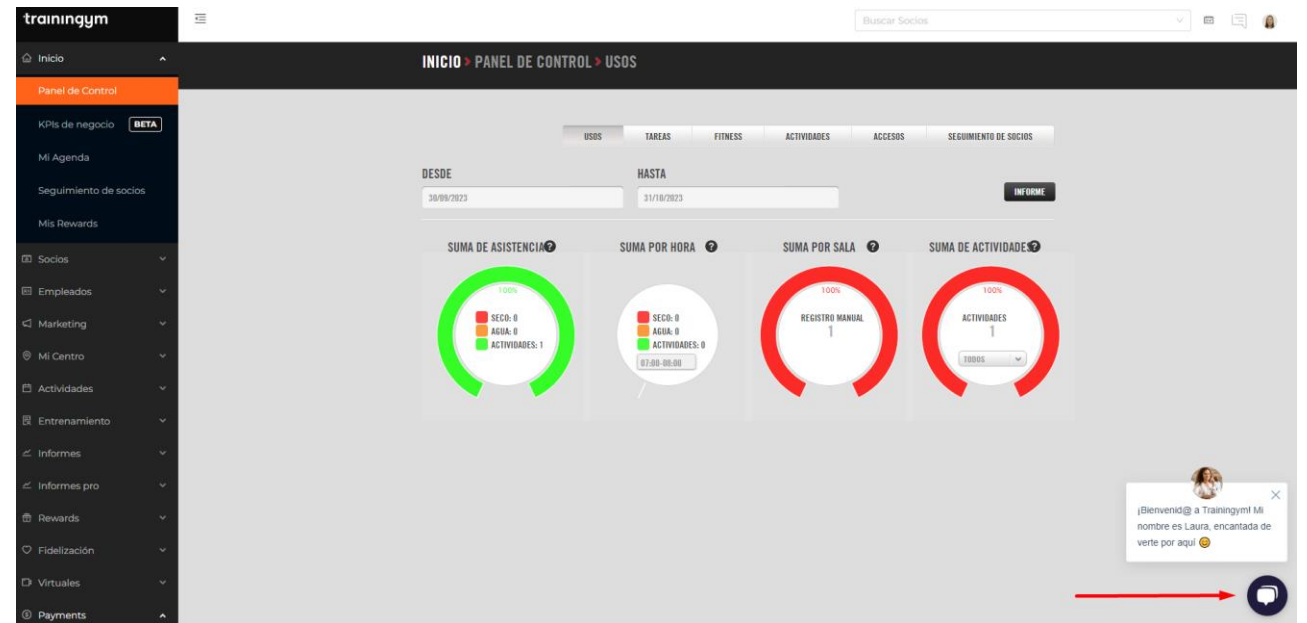 trainingym
Buscar Socios
Inicio
Panel de Control
KPIs de negocio BETA
Mi Agenda
Seguimiento de socios
Mis Rewards
Socios
Empleados
Marketing
Mi Centro
Actividades
Entrenamiento
Informes
Informes pro
Rewards
Fidelización
Virtuales
Payments
INICIO > PANEL DE CONTROL > USOS
USOS TAREAS FITNESS ACTIVIDADES ACCESOS SEGUIMIENTO DE SOCIOS
DESDE HASTA
30/09/2023 31/10/2023 INFORME
SUMA DE ASISTENCIA? SUMA POR HORA ? SUMA POR SALA ? SUMA DE ACTIVIDADES?
100%
SECO: 0
AGUA: 0
ACTIVIDADES: 1
SECO: 0
AGUA: 0
ACTIVIDADES: 0
07:00-08:00
100%
REGISTRO MANUAL
1
100%
ACTIVIDADES
1
TODOS
¡Bienvenid@ a Trainingym! Mi
nombre es Laura, encantada de
verte por aquí